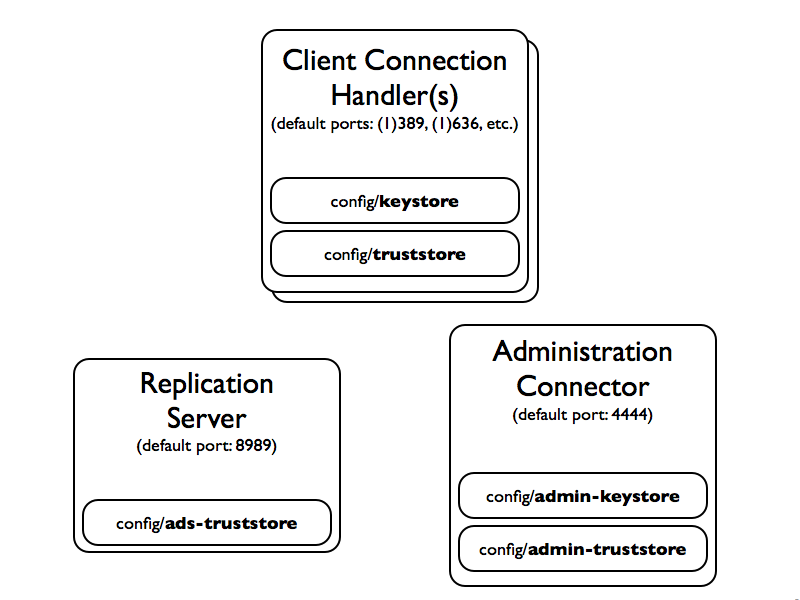 Client Connection
Handler(s)
(default ports: (1)389, (1)636, etc.)
config/keystore
config/truststore
Replication
Server
(default port: 8989)
config/ads-truststore
Administration
Connector
(default port: 4444)
config/admin-keystore
config/admin-truststore